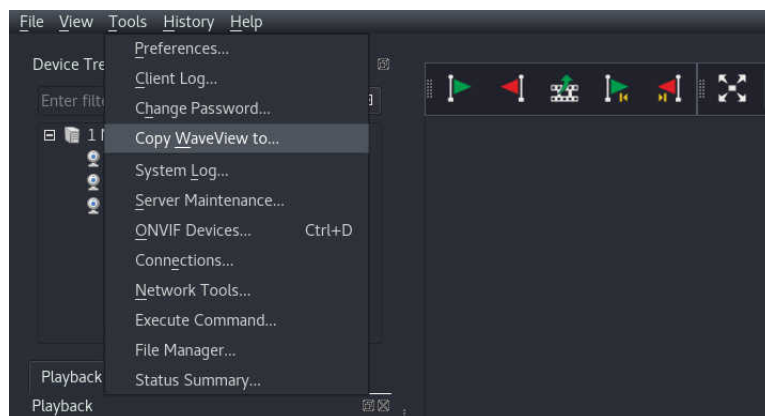 File View Tools History Help
Preferences...
Device Tre
Client Log...
Enter filte
Change Password...
1
Copy WaveView to...
System Log...
Server Maintenance...
ONVIF Devices... Ctrl+D
Connections...
Network Tools...
Execute Command...
File Manager...
Playback
Status Summary...
Playback